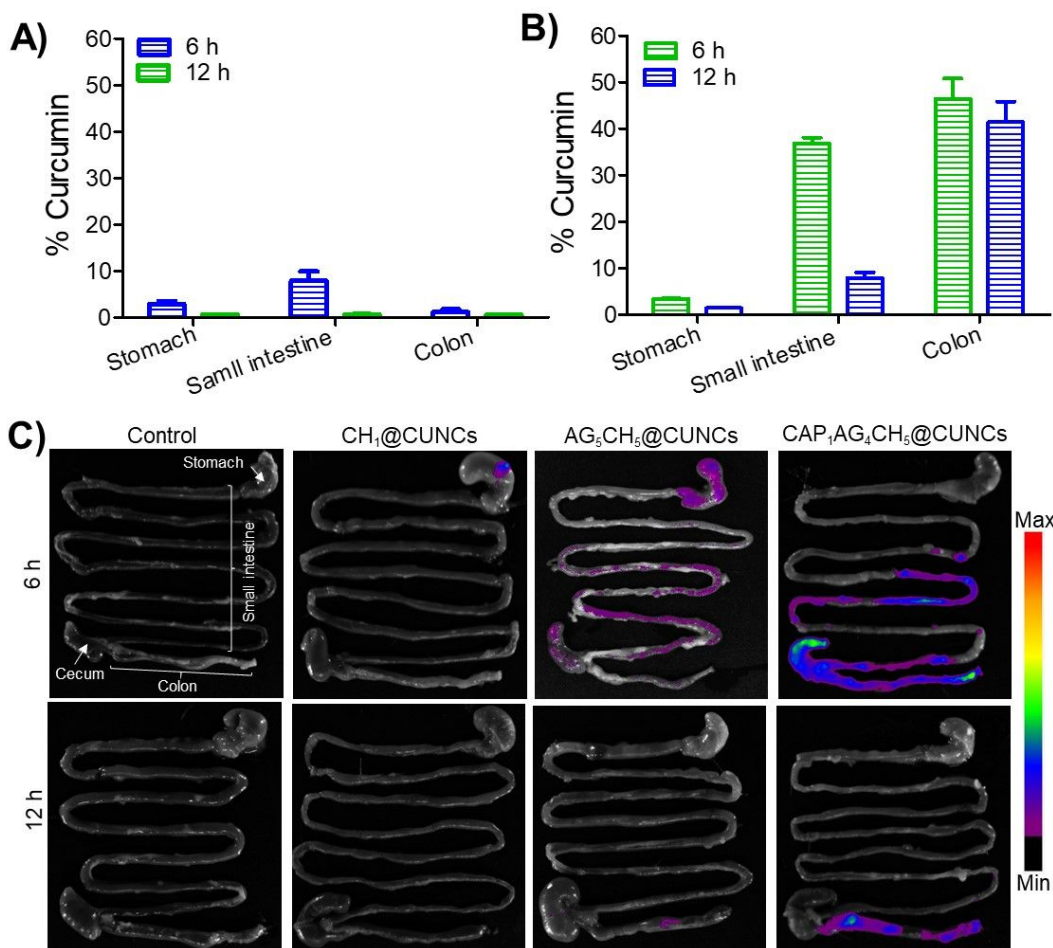 A)
60
50
40
30
20
10
0
% Curcumin
6 h
12 h
Stomach
Samll intestine
Colon
B)
60
50
40
30
20
10
0
% Curcumin
6 h
12 h
Stomach
Small intestine
Colon
C)
Control
CH₁@CUNCs
AG₅CH₅@CUNCs
CAP₁AG₄CH₅@CUNCs
6 h
Stomach
Small intestine
Cecum
Colon
12 h
Max
Min